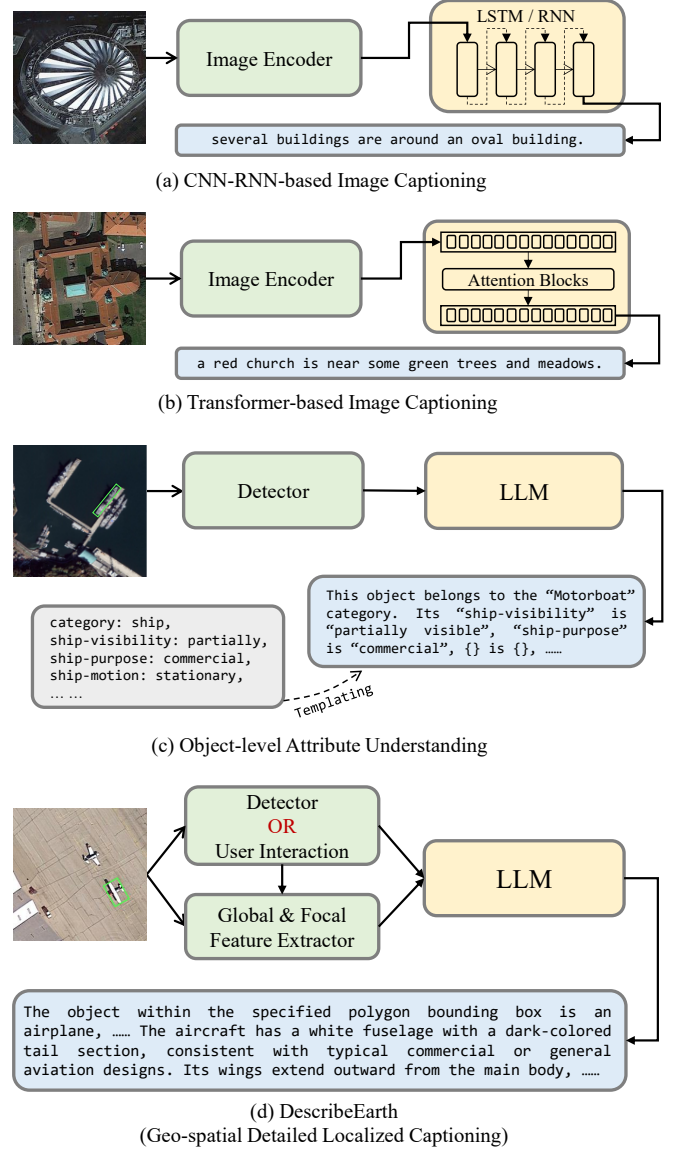 Image Encoder
LSTM / RNN
several buildings are around an oval building.
(a) CNN-RNN-based Image Captioning
Image Encoder
Attention Blocks
a red church is near some green trees and meadows.
(b) Transformer-based Image Captioning
Detector
LLM
This object belongs to the “Motorboat”
category. Its “ship-visibility” is
“partially visible”, “ship-purpose”
is “commercial”, {} is {}, ……
category: ship,
ship-visibility: partially,
ship-purpose: commercial,
ship-motion: stationary,
… …
Templating
(c) Object-level Attribute Understanding
Detector
OR
User Interaction
Global & Focal
Feature Extractor
LLM
The object within the specified polygon bounding box is an
airplane, …… The aircraft has a white fuselage with a dark-colored
tail section, consistent with typical commercial or general
aviation designs. Its wings extend outward from the main body, ……
(d) DescribeEarth
(Geo-spatial Detailed Localized Captioning)